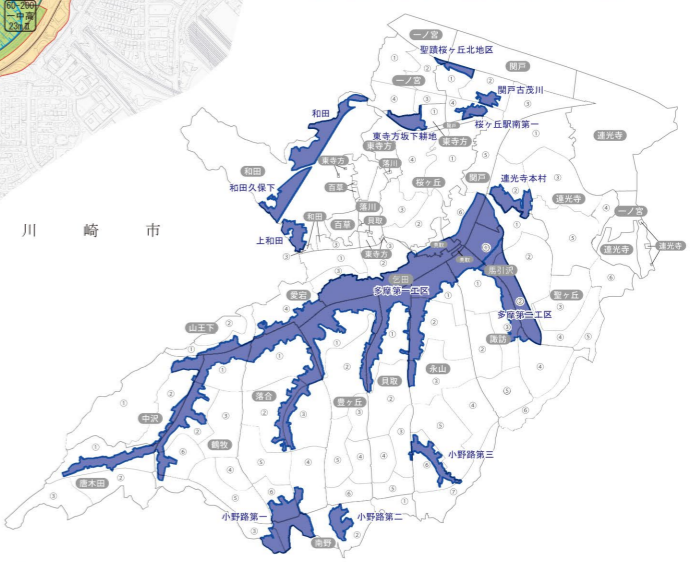 60-200
一中高
23mⅡ
一ノ宮
聖蹟桜ヶ丘北地区
関戸
一ノ宮
関戸古茂川
和田
桜ヶ丘駅南第一
東寺方坂下耕地
東寺方
東寺方
連光寺
東寺方
落川
和田
百草
桜ヶ丘
関戸
連光寺本村
連光寺
和田久保下
落川
一ノ宮
和田
百草
貝取
連光寺
連光寺
川崎市
上和田
東寺方
乞田
馬引沢
愛宕
多摩第一工区
聖ヶ丘
多摩第二工区
山王下
諏訪
永山
貝取
落合
豊ヶ丘
中沢
鶴牧
小野路第三
唐木田
小野路第一
小野路第二
南野